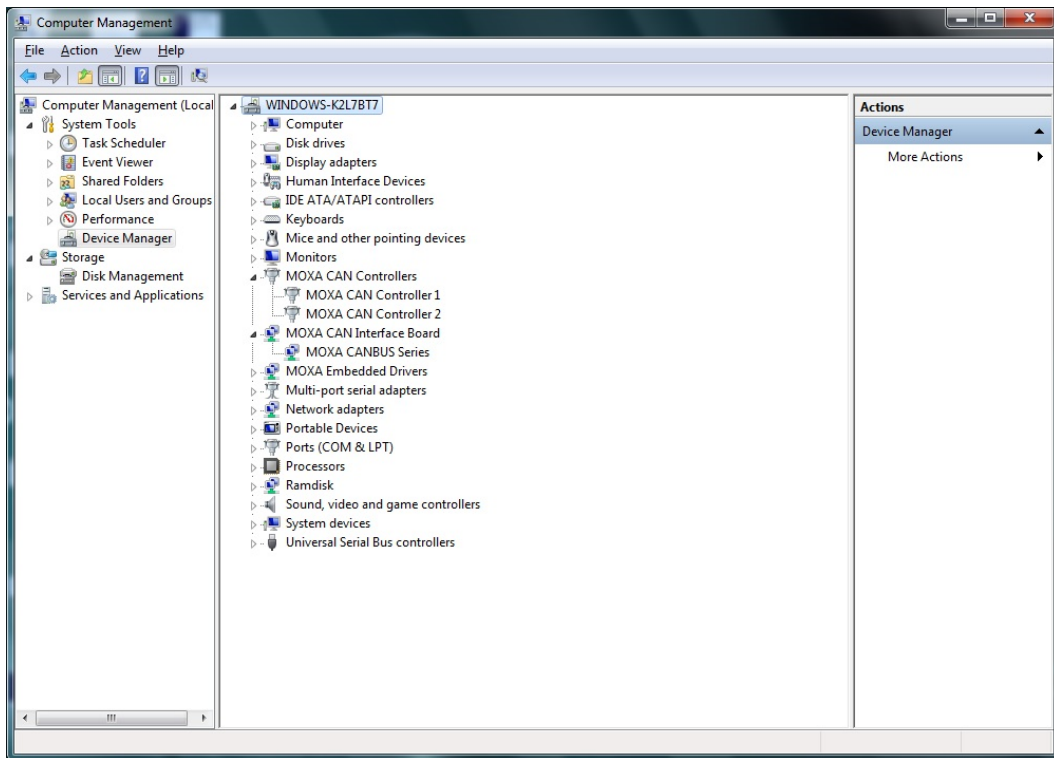 Computer Management
File Action View Help
Computer Management (Local
System Tools
Task Scheduler
Event Viewer
Shared Folders
Local Users and Groups
Performance
Device Manager
Storage
Disk Management
Services and Applications
WINDOWS-K2L7BT7
Computer
Disk drives
Display adapters
Human Interface Devices
IDE ATA/ATAPI controllers
Keyboards
Mice and other pointing devices
Monitors
MOXA CAN Controllers
MOXA CAN Controller 1
MOXA CAN Controller 2
MOXA CAN Interface Board
MOXA CANBUS Series
MOXA Embedded Drivers
Multi-port serial adapters
Network adapters
Portable Devices
Ports (COM & LPT)
Processors
Ramdisk
Sound, video and game controllers
System devices
Universal Serial Bus controllers
Actions
Device Manager
More Actions